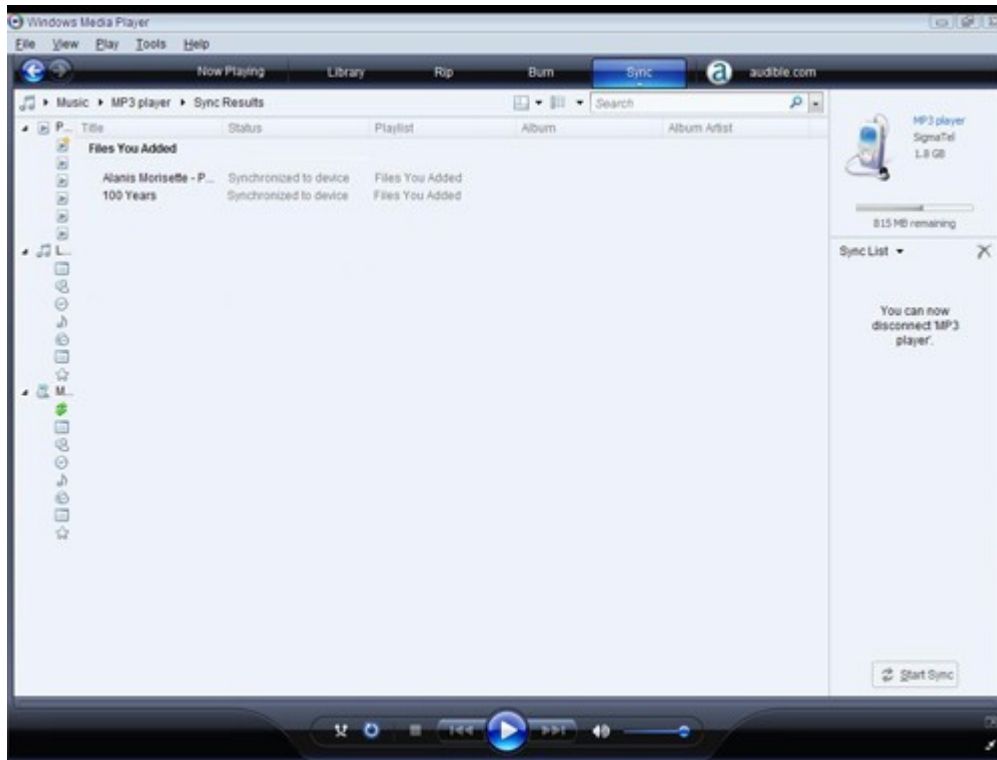 Windows Media Player
File View Play Tools Help
Now Playing Library Rip Burn Sync a audible.com
Music MP3 player Sync Results Search
P... Title Status Playlist Album Album Artist
Files You Added
Alanis Morisette - P... Synchronized to device Files You Added
100 Years Synchronized to device Files You Added
L...
M...
MP3 player
SigmaTel
1.8 GB
815 MB remaining
Sync List
You can now
disconnect 'MP3
player'.
Start Sync